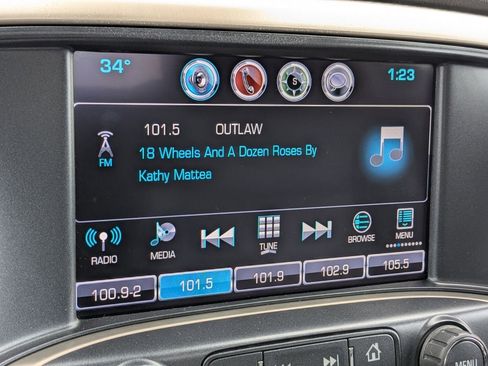 34°
S
1:23
101.5 OUTLAW
18 Wheels And A Dozen Roses By
Kathy Mattea
FM
RADIO
MEDIA
TUNE
BROWSE
MENU
100.9-2
101.5
101.9
102.9
105.5
MENU